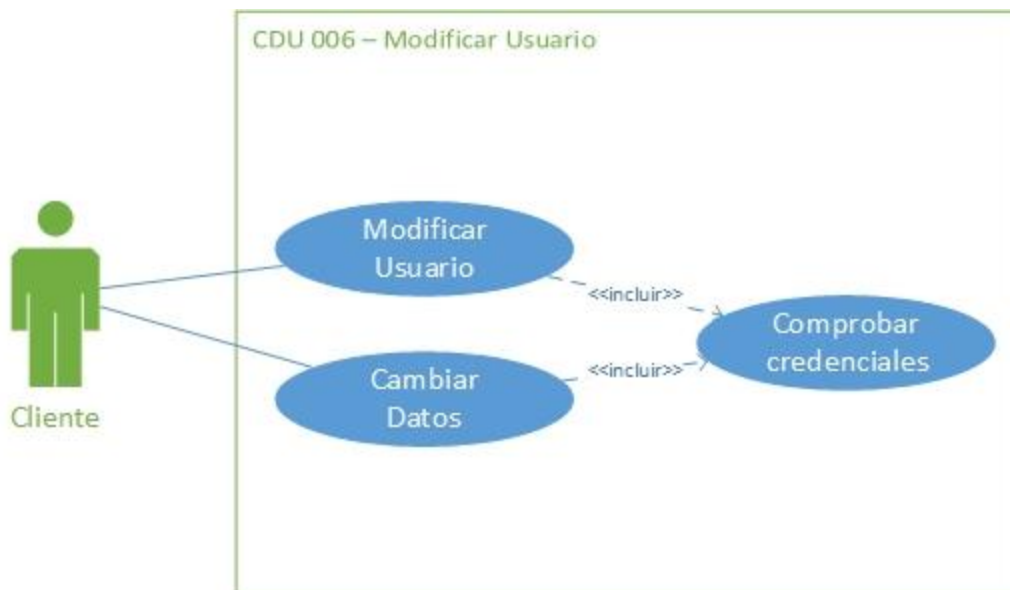 CDU 006 – Modificar Usuario
Modificar
Usuario
<<incluir>>
Comprobar
credenciales
<<incluir>>
Cambiar
Datos
Cliente